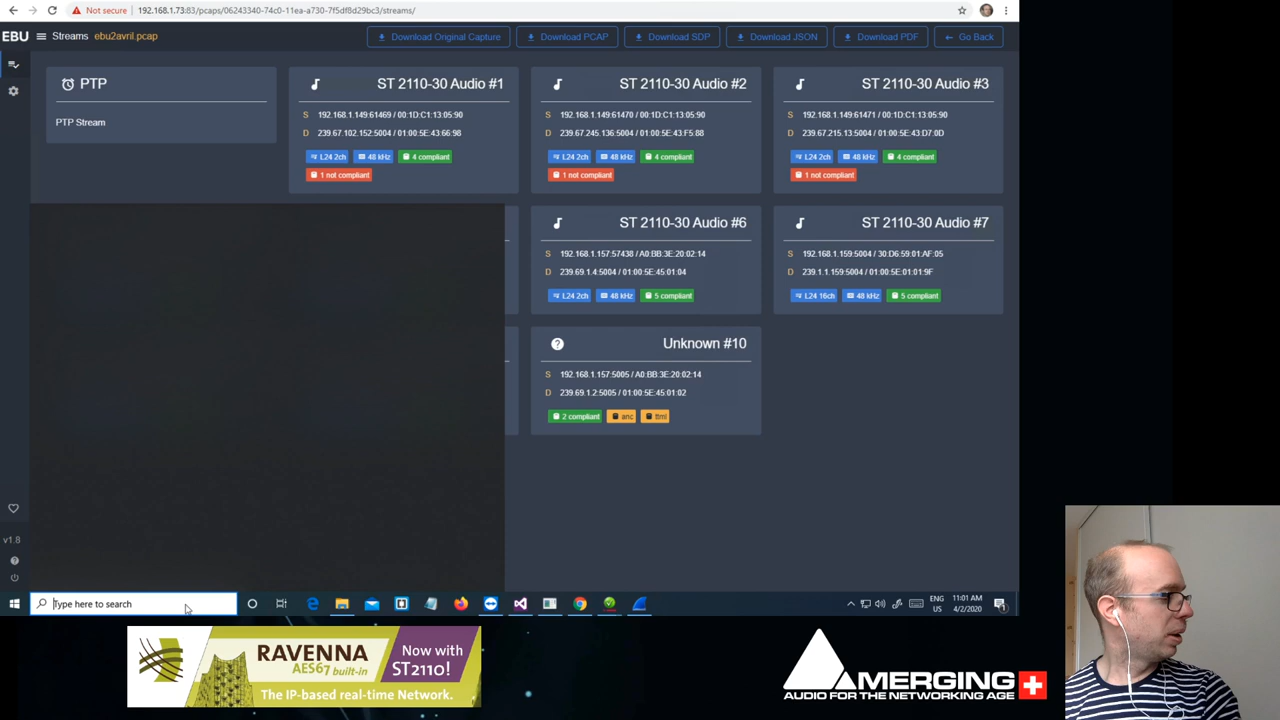 Not secure 192.168.1.73:83/pcaps/06243340-74c0-11ea-a730-7f5df8d29bc3/streams/
EBU Streams ebu2avril.pcap
Download Original Capture
Download PCAP
Download SDP
Download JSON
Download PDF
Go Back
PTP
PTP Stream
ST 2110-30 Audio #1
S 192.168.1.149:61469 / 00:1D:C1:13:05:90
D 239.67.102.152:5004 / 01:00:5E:43:66:98
L24 2ch 48 kHz 4 compliant
1 not compliant
ST 2110-30 Audio #2
S 192.168.1.149:61470 / 00:1D:C1:13:05:90
D 239.67.245.136:5004 / 01:00:5E:43:F5:88
L24 2ch 48 kHz 4 compliant
1 not compliant
ST 2110-30 Audio #3
S 192.168.1.149:61471 / 00:1D:C1:13:05:90
D 239.67.215.13:5004 / 01:00:5E:43:D7:0D
L24 2ch 48 kHz 4 compliant
1 not compliant
ST 2110-30 Audio #6
S 192.168.1.157:57438 / A0:BB:3E:20:02:14
D 239.69.1.4:5004 / 01:00:5E:45:01:04
L24 2ch 48 kHz 5 compliant
ST 2110-30 Audio #7
S 192.168.1.159:5004 / 30:D6:59:01:AF:05
D 239.1.1.159:5004 / 01:00:5E:01:01:9F
L24 16ch 48 kHz 5 compliant
Unknown #10
S 192.168.1.157:5005 / A0:BB:3E:20:02:14
D 239.69.1.2:5005 / 01:00:5E:45:01:02
2 compliant anc ttml
v1.8
Type here to search
ENG
US
11:01 AM
4/2/2020
RAVENNA
AES67 built-in
Now with
ST2110!
The IP-based real-time Network.
MERGING
AUDIO FOR THE NETWORKING AGE